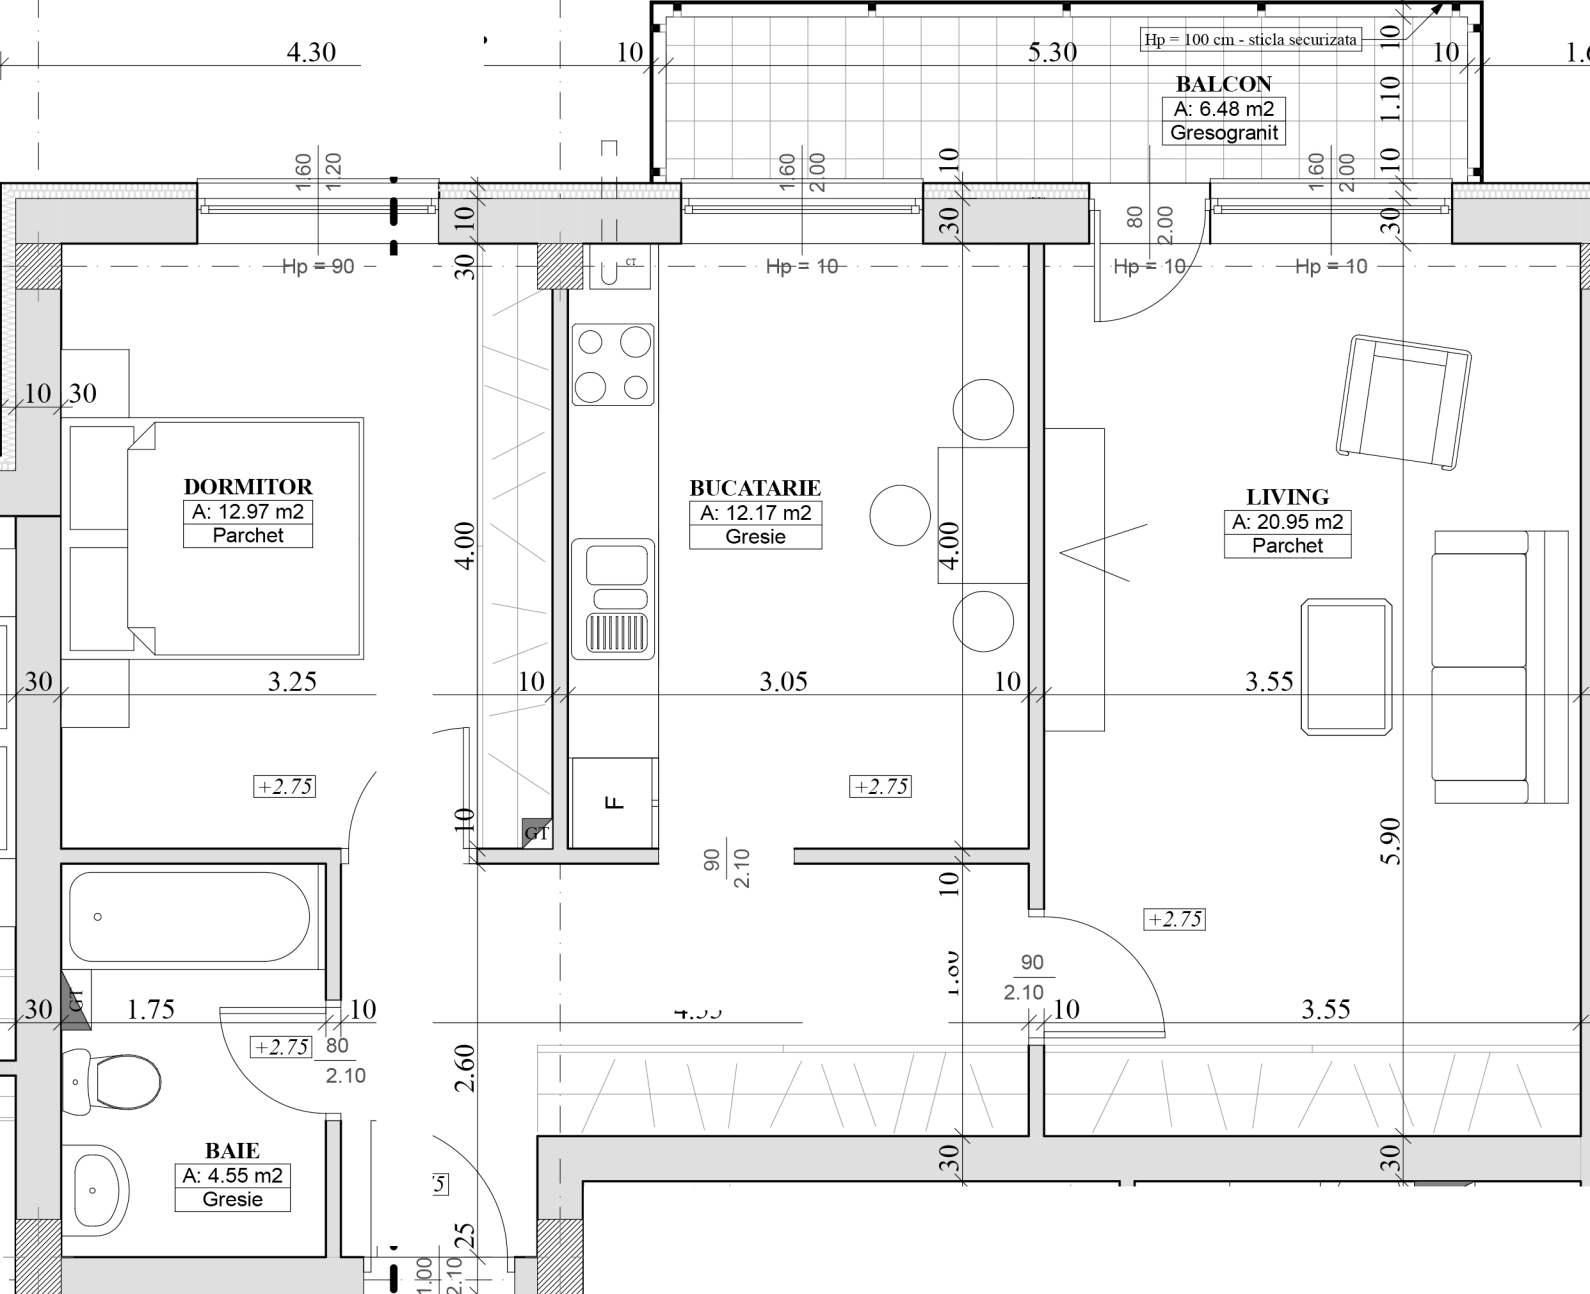 4.30
10
5.30
10
10
Hp = 100 cm - sticla securizata
BALCON
A: 6.48 m2
Gresogranit
1.10
10
10
1.60
1.20
1.60
2.00
1.60
2.00
80
2.00
10
30
30
30
Hp = 90
CT
Hp = 10
Hp = 10
Hp = 10
10
30
DORMITOR
A: 12.97 m2
Parchet
BUCATARIE
A: 12.17 m2
Gresie
LIVING
A: 20.95 m2
Parchet
4.00
4.00
30
3.25
10
3.05
10
3.55
+2.75
+2.75
F
GT
10
90
2.10
10
5.90
+2.75
90
2.10
GT
30
1.75
10
10
3.55
+2.75
80
2.10
2.60
BAIE
A: 4.55 m2
Gresie
30
30
25
1.00
2.10